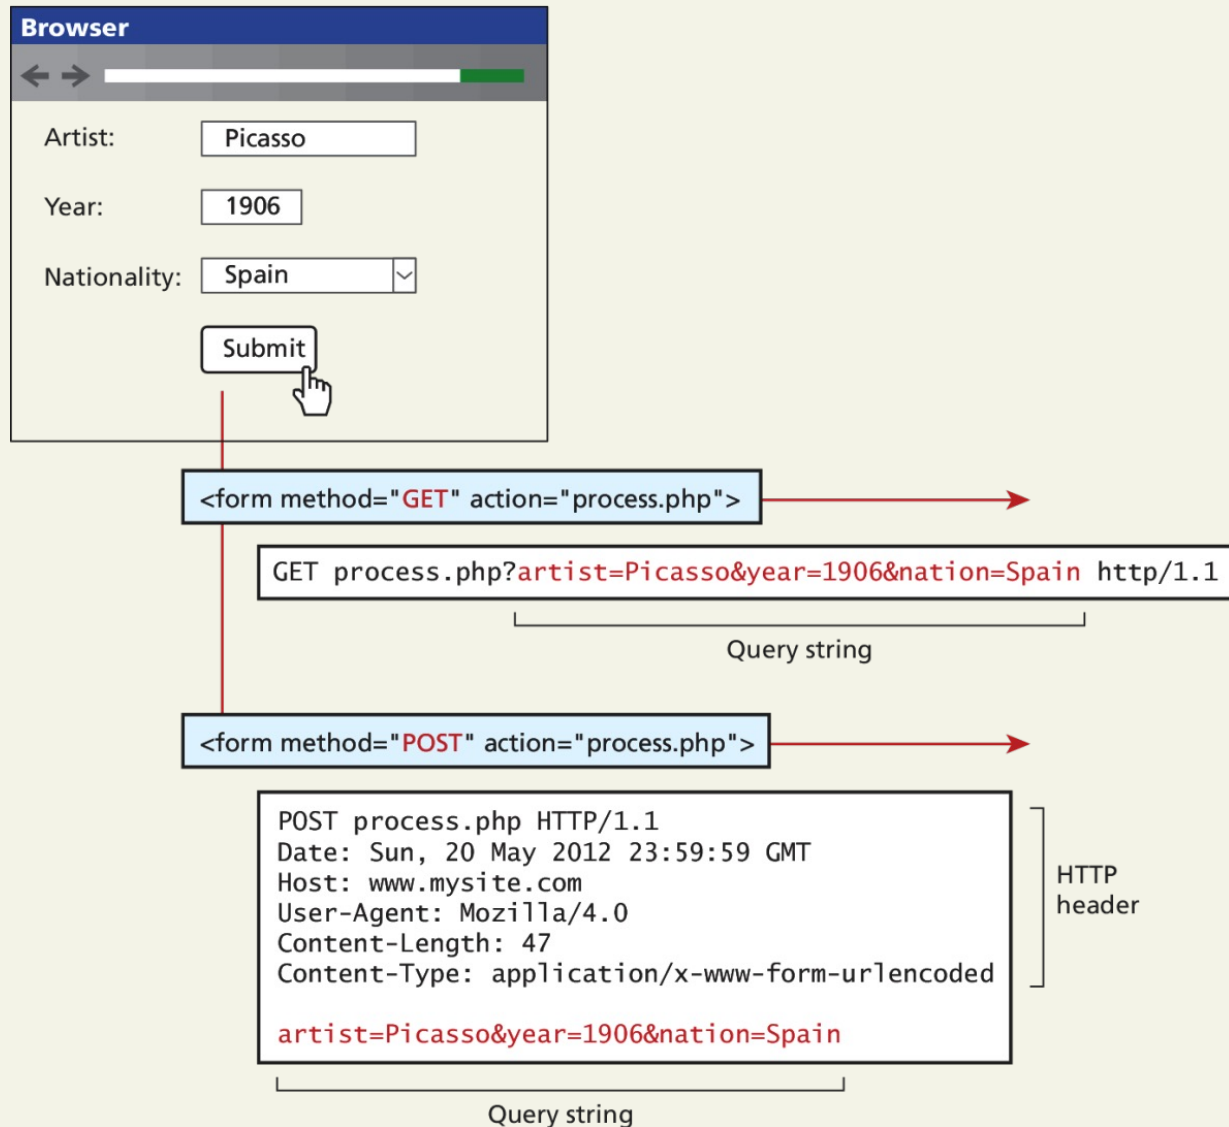 Browser
Artist: Picasso
Year: 1906
Nationality: Spain
Submit
<form method="GET" action="process.php">
GET process.php?artist=Picasso&year=1906&nation=Spain http/1.1
Query string
<form method="POST" action="process.php">
POST process.php HTTP/1.1
Date: Sun, 20 May 2012 23:59:59 GMT
Host: www.mysite.com
User-Agent: Mozilla/4.0
Content-Length: 47
Content-Type: application/x-www-form-urlencoded
HTTP
header
artist=Picasso&year=1906&nation=Spain
Query string